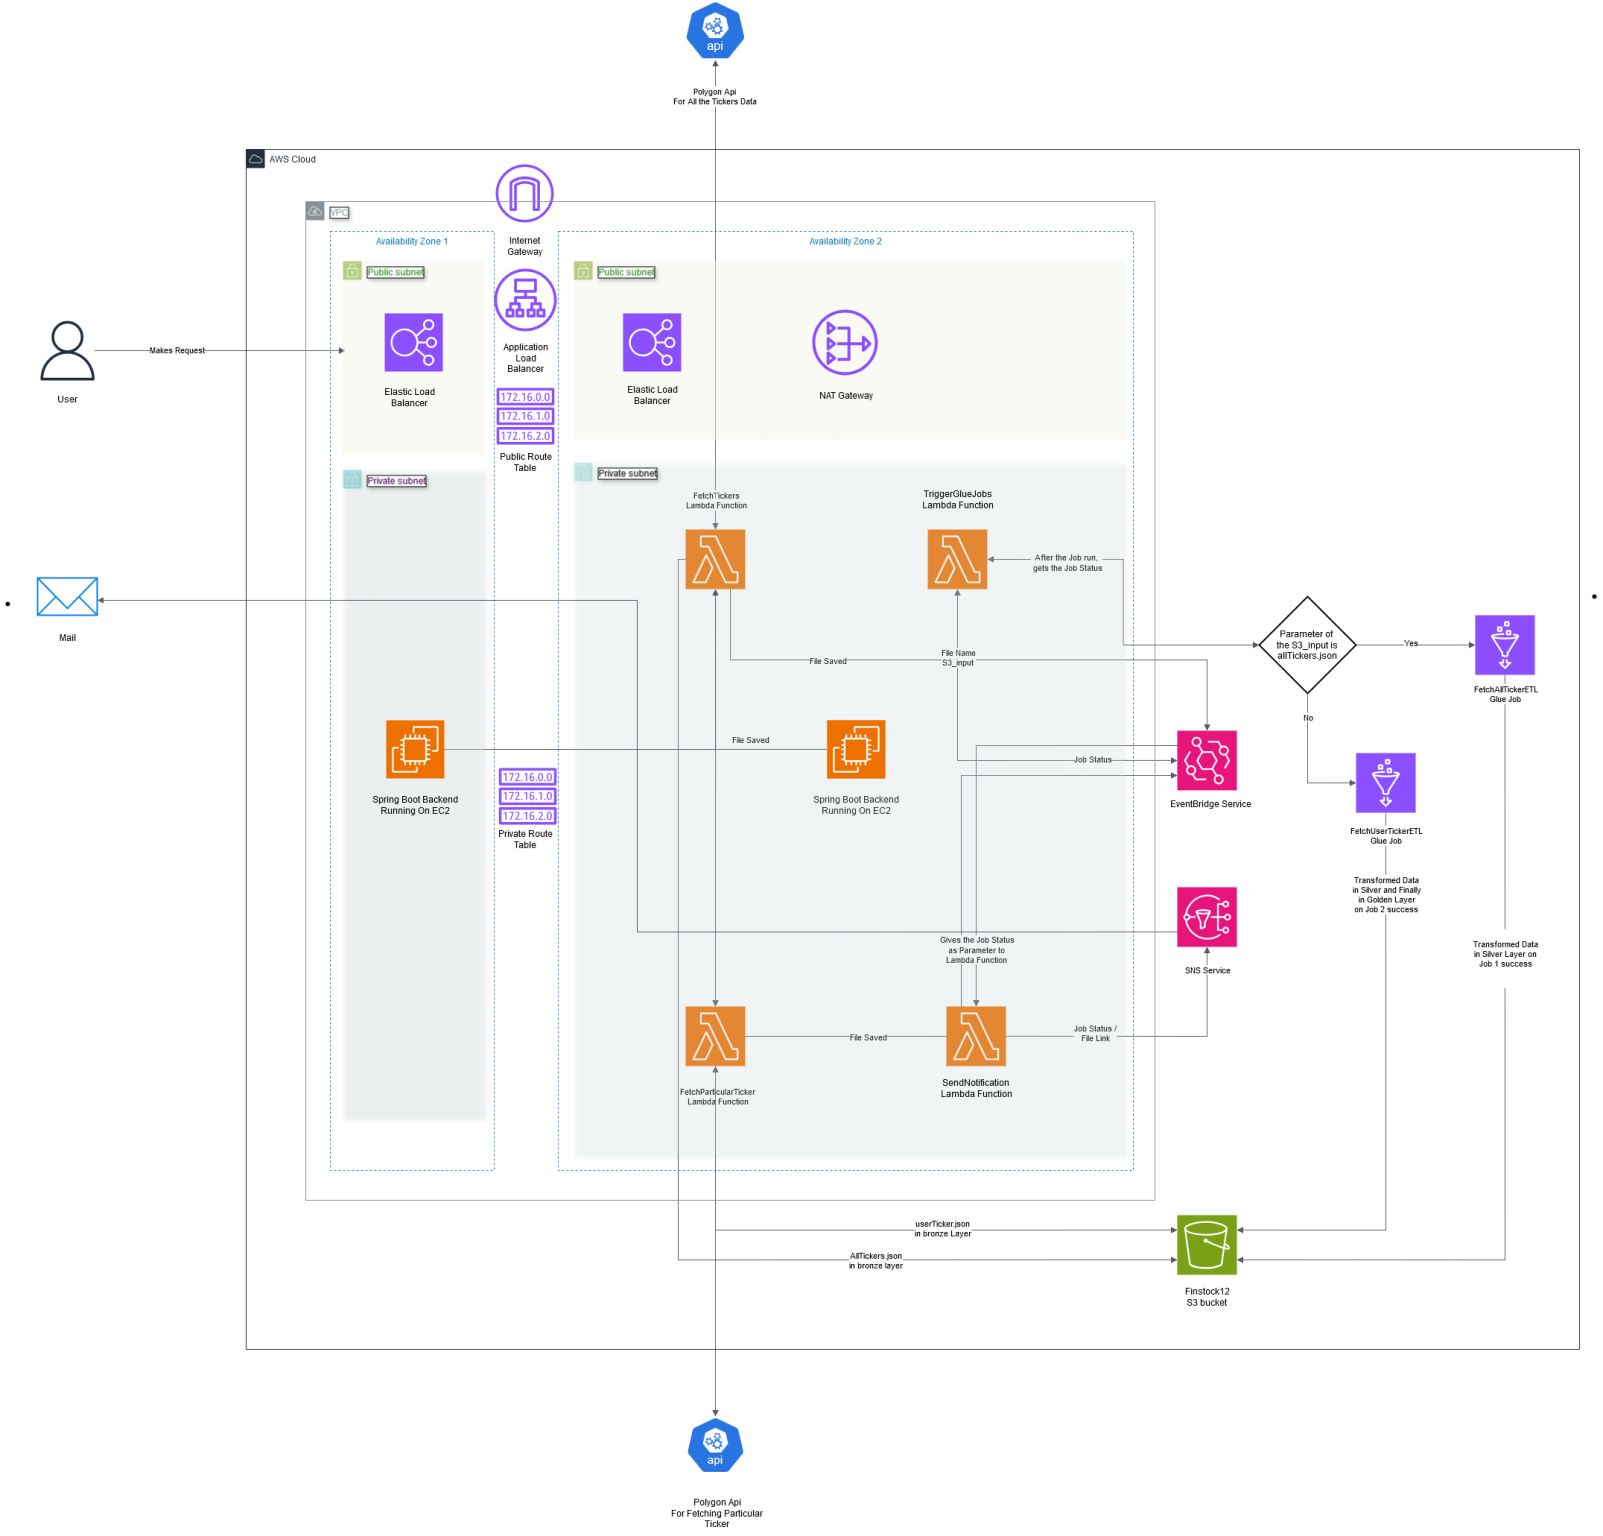 api
Polygon Api
For All the Tickers Data
AWS Cloud
VPC
Availability Zone 1
Internet
Gateway
Availability Zone 2
Public subnet
Public subnet
Makes Request
User
Elastic Load
Balancer
Application
Load
Balancer
Elastic Load
Balancer
NAT Gateway
172.16.0.0
172.16.1.0
172.16.2.0
Public Route
Table
Private subnet
Private subnet
FetchTickers
Lambda Function
TriggerGlueJobs
Lambda Function
After the Job run,
gets the Job Status
Mail
File Saved
File Name
S3_input
Parameter of
the S3_input is
allTickers.json
Yes
No
FetchAllTickerETL
Glue Job
File Saved
Job Status
Spring Boot Backend
Running On EC2
172.16.0.0
172.16.1.0
172.16.2.0
Private Route
Table
Spring Boot Backend
Running On EC2
EventBridge Service
FetchUserTickerETL
Glue Job
Transformed Data
in Silver and Finally
in Golden Layer
on Job 2 success
Gives the Job Status
as Parameter to
Lambda Function
SNS Service
Transformed Data
in Silver Layer on
Job 1 success
File Saved
Job Status /
File Link
FetchParticularTicker
Lambda Function
SendNotification
Lambda Function
userTicker.json
in bronze Layer
AllTickers.json
in bronze layer
Finstock12
S3 bucket
api
Polygon Api
For Fetching Particular
Ticker